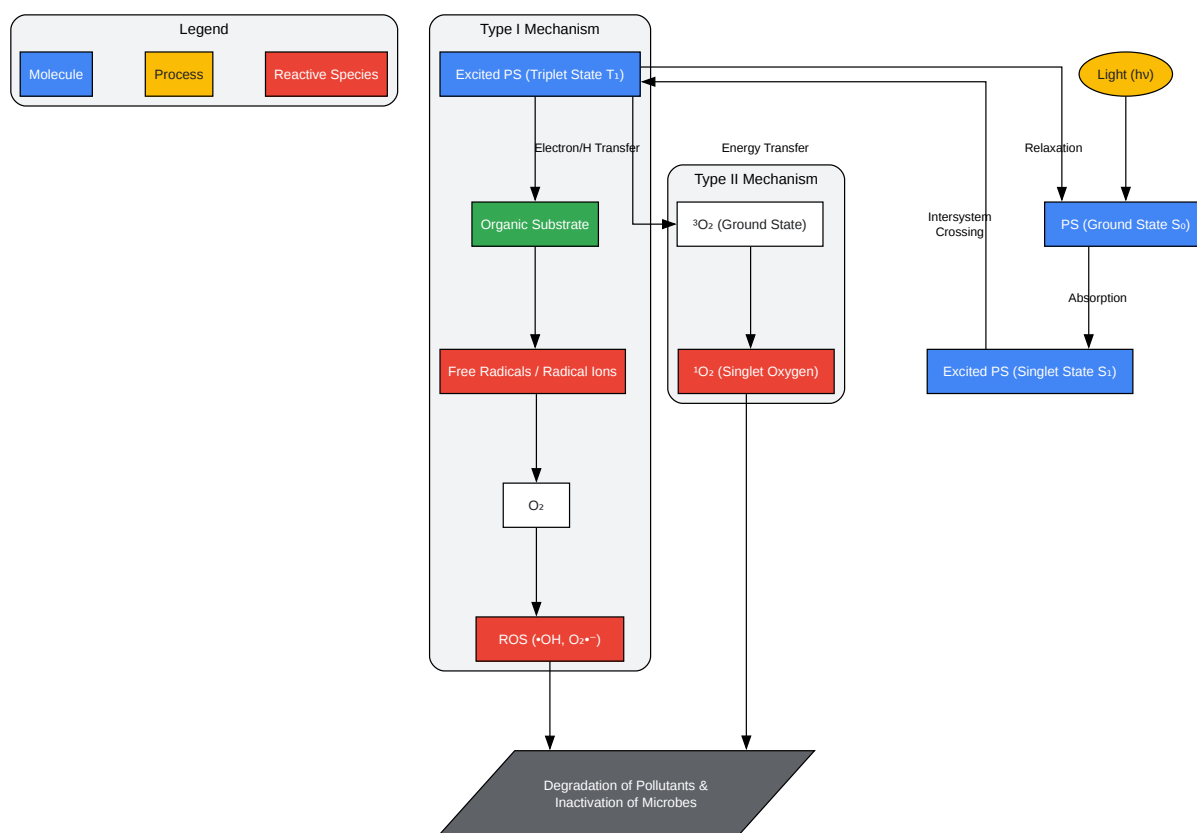 Legend
Molecule
Process
Reactive Species
Type I Mechanism
Excited PS (Triplet State T₁)
Light (hν)
Electron/H Transfer
Energy Transfer
Relaxation
Type II Mechanism
Organic Substrate
³O₂ (Ground State)
Intersystem
Crossing
PS (Ground State S₀)
Absorption
Free Radicals / Radical Ions
¹O₂ (Singlet Oxygen)
Excited PS (Singlet State S₁)
O₂
ROS (•OH, O₂•⁻)
Degradation of Pollutants &
Inactivation of Microbes